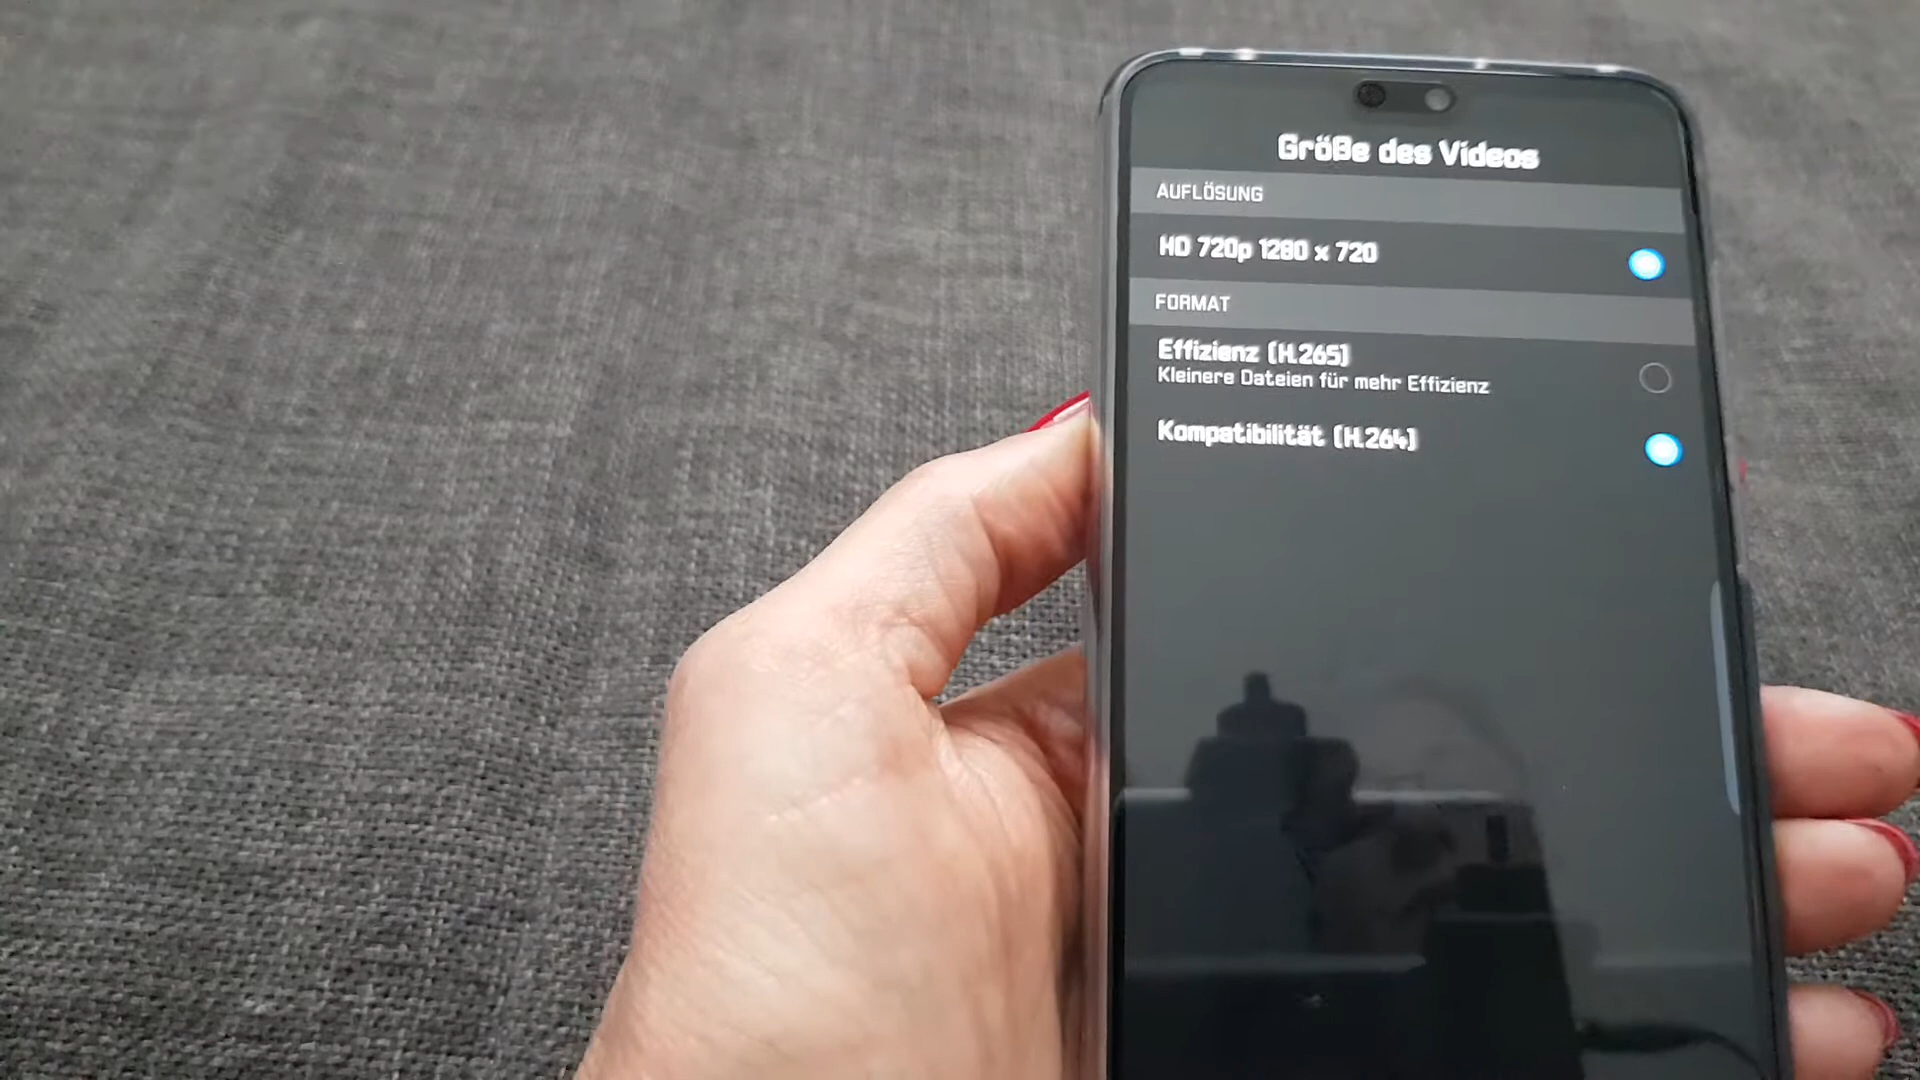 Größe des Videos
AUFLÖSUNG
HD 720p 1280 x 720
FORMAT
Effizienz (H.265)
Kleinere Dateien für mehr Effizienz
Kompatibilität (H.264)